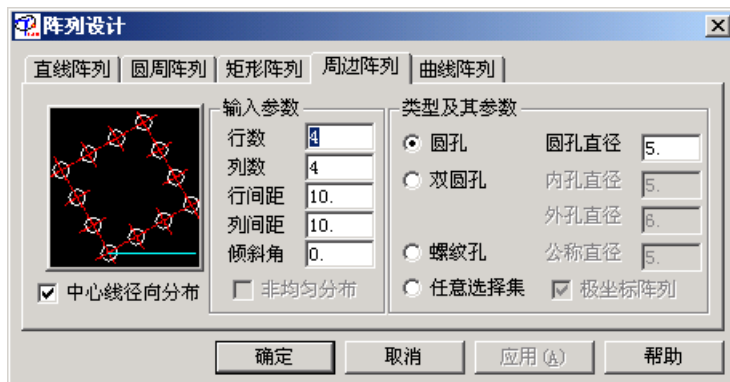 阵列设计
直线阵列 圆周阵列 矩形阵列 周边阵列 曲线阵列
输入参数
行数 4
列数 4
行间距 10.
列间距 10.
倾斜角 0.
非均匀分布
中心线径向分布
类型及其参数
圆孔 圆孔直径 5.
双圆孔 内孔直径 5.
外孔直径 6.
螺纹孔 公称直径 5.
任意选择集 极坐标阵列
确定 取消 应用(A) 帮助